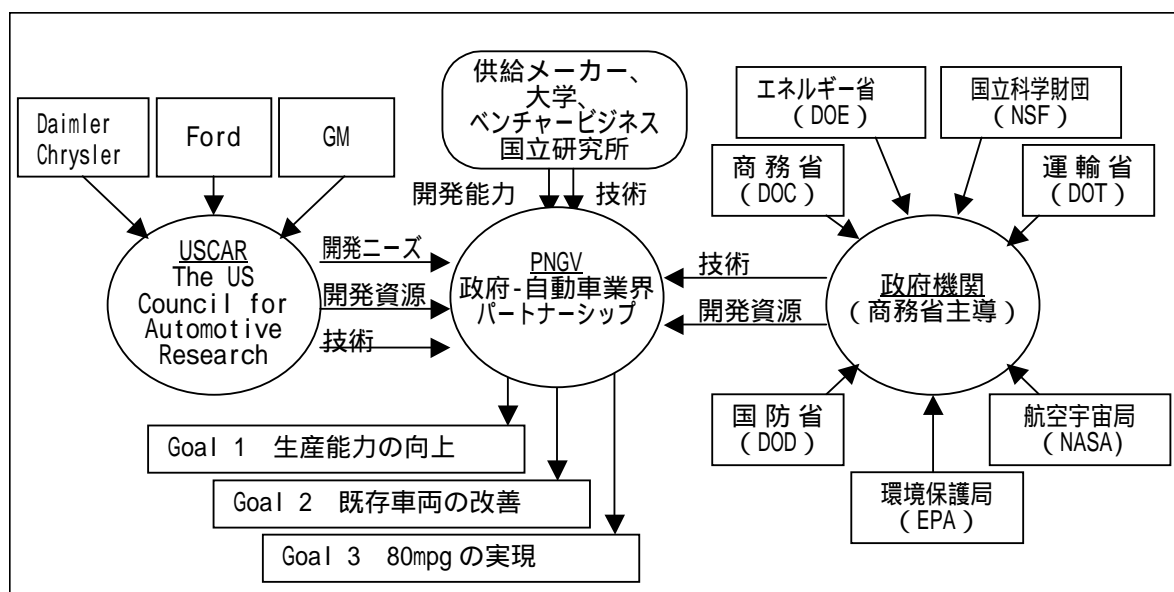 Daimler
Chrysler
Ford
GM
供給メーカー、
大学、
ベンチャービジネス
国立研究所
エネルギー省
(DOE)
国立科学財団
(NSF)
商務省
(DOC)
運輸省
(DOT)
開発能力
技術
USCAR
The US
Council for
Automotive
Research
開発ニーズ
開発資源
技術
PNGV
政府-自動車業界
パートナーシップ
技術
開発資源
政府機関
(商務省主導)
国防省
(DOD)
環境保護局
(EPA)
航空宇宙局
(NASA)
Goal 1 生産能力の向上
Goal 2 既存車両の改善
Goal 3 80mpgの実現